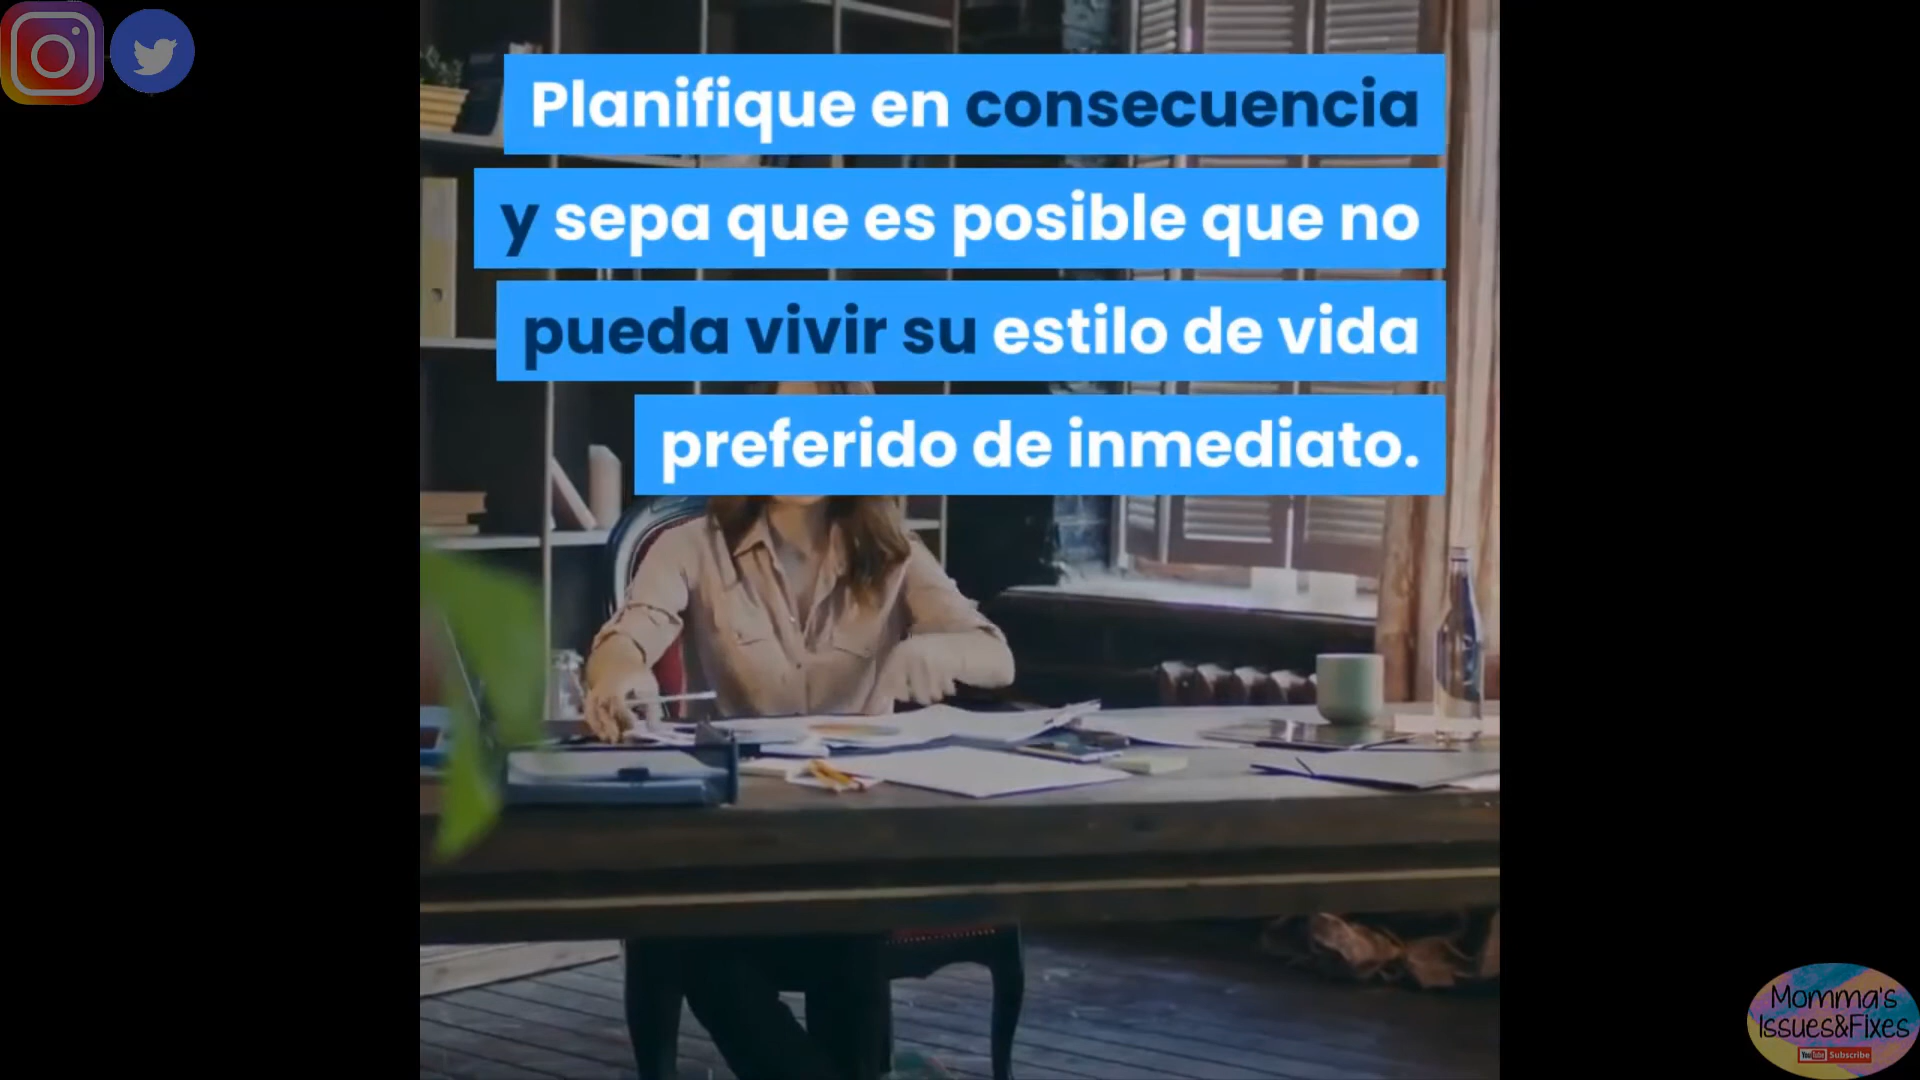 Planifique en consecuencia
y sepa que es posible que no
pueda vivir su estilo de vida
preferido de inmediato.
Momma's
Issues&Fixes
YouTube Subscribe